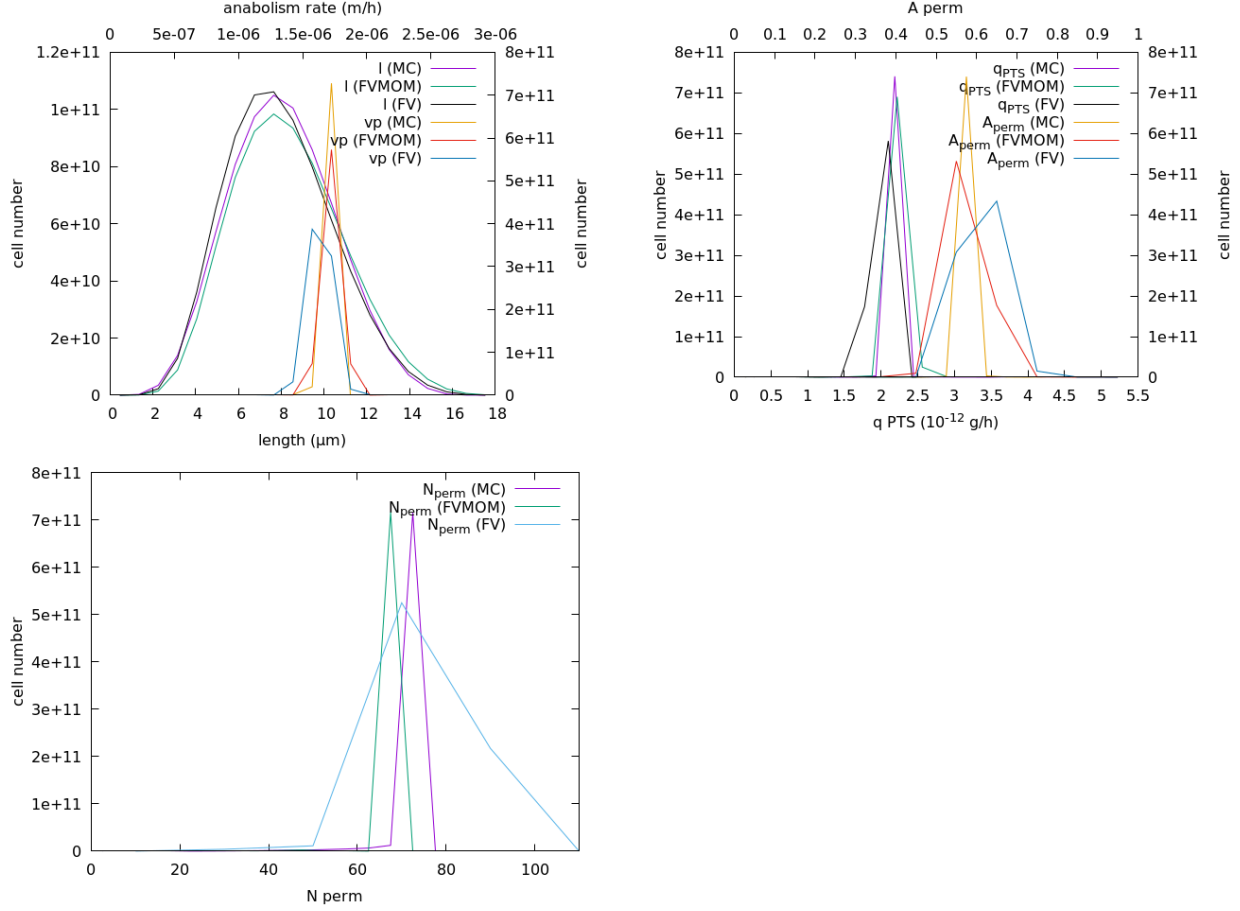 anabolism rate (m/h)
0 5e-07 1e-06 1.5e-06 2e-06 2.5e-06 3e-06
1.2e+11
1e+11
8e+10
6e+10
4e+10
2e+10
0
cell number
8e+11
7e+11
6e+11
5e+11
4e+11
3e+11
2e+11
1e+11
0
cell number
l (MC)
l (FVMOM)
l (FV)
vp (MC)
vp (FVMOM)
vp (FV)
0 2 4 6 8 10 12 14 16 18
length (µm)
A perm
0 0.1 0.2 0.3 0.4 0.5 0.6 0.7 0.8 0.9 1
8e+11
7e+11
6e+11
5e+11
4e+11
3e+11
2e+11
1e+11
0
cell number
8e+11
7e+11
6e+11
5e+11
4e+11
3e+11
2e+11
1e+11
0
cell number
qPTS (MC)
qPTS (FVMOM)
qPTS (FV)
Aperm (MC)
Aperm (FVMOM)
Aperm (FV)
0 0.5 1 1.5 2 2.5 3 3.5 4 4.5 5 5.5
q PTS (10-12 g/h)
8e+11
7e+11
6e+11
5e+11
4e+11
3e+11
2e+11
1e+11
0
cell number
Nperm (MC)
Nperm (FVMOM)
Nperm (FV)
0 20 40 60 80 100
N perm